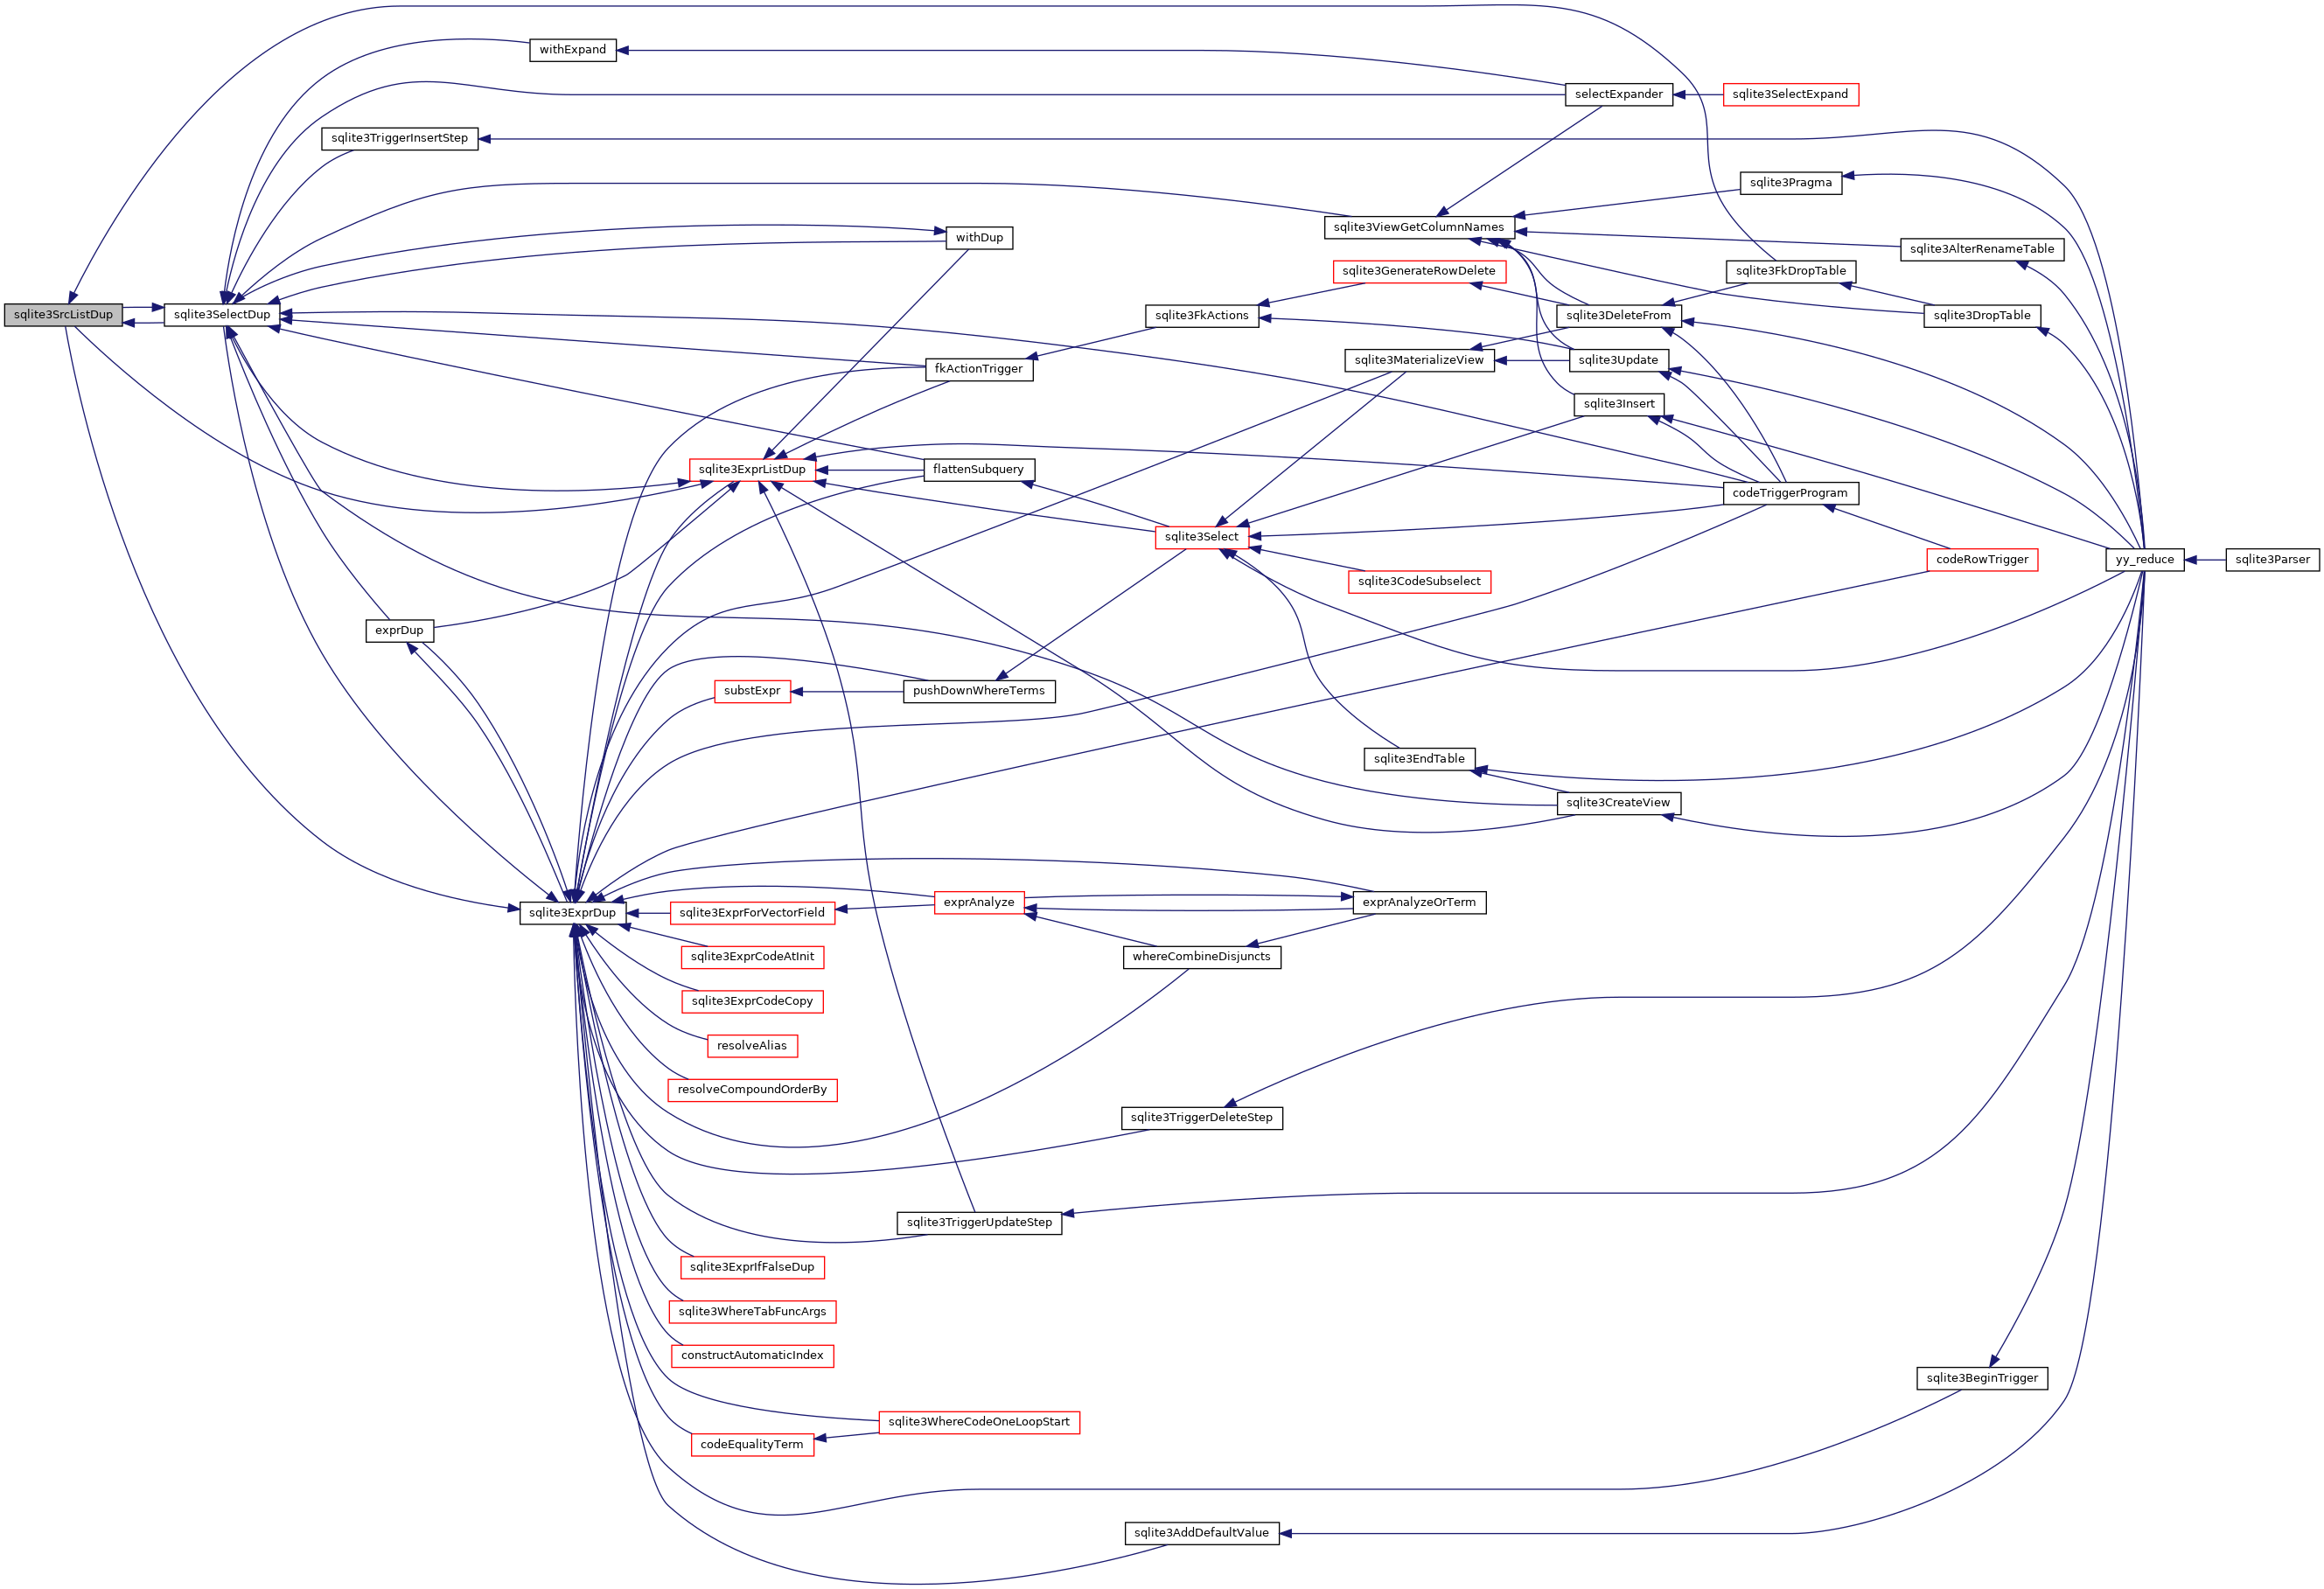 withExpand
selectExpander
sqlite3SelectExpand
sqlite3TriggerInsertStep
sqlite3Pragma
sqlite3ViewGetColumnNames
withDup
sqlite3AlterRenameTable
sqlite3GenerateRowDelete
sqlite3FkDropTable
sqlite3SrcListDup
sqlite3SelectDup
sqlite3FkActions
sqlite3DeleteFrom
sqlite3DropTable
sqlite3MaterializeView
sqlite3Update
fkActionTrigger
sqlite3Insert
sqlite3ExprListDup
flattenSubquery
codeTriggerProgram
sqlite3Select
codeRowTrigger
yy_reduce
sqlite3Parser
sqlite3CodeSubselect
exprDup
substExpr
pushDownWhereTerms
sqlite3EndTable
sqlite3CreateView
sqlite3ExprDup
sqlite3ExprForVectorField
exprAnalyze
exprAnalyzeOrTerm
sqlite3ExprCodeAtInit
whereCombineDisjuncts
sqlite3ExprCodeCopy
resolveAlias
resolveCompoundOrderBy
sqlite3TriggerDeleteStep
sqlite3TriggerUpdateStep
sqlite3ExprIfFalseDup
sqlite3WhereTabFuncArgs
constructAutomaticIndex
sqlite3BeginTrigger
sqlite3WhereCodeOneLoopStart
codeEqualityTerm
sqlite3AddDefaultValue